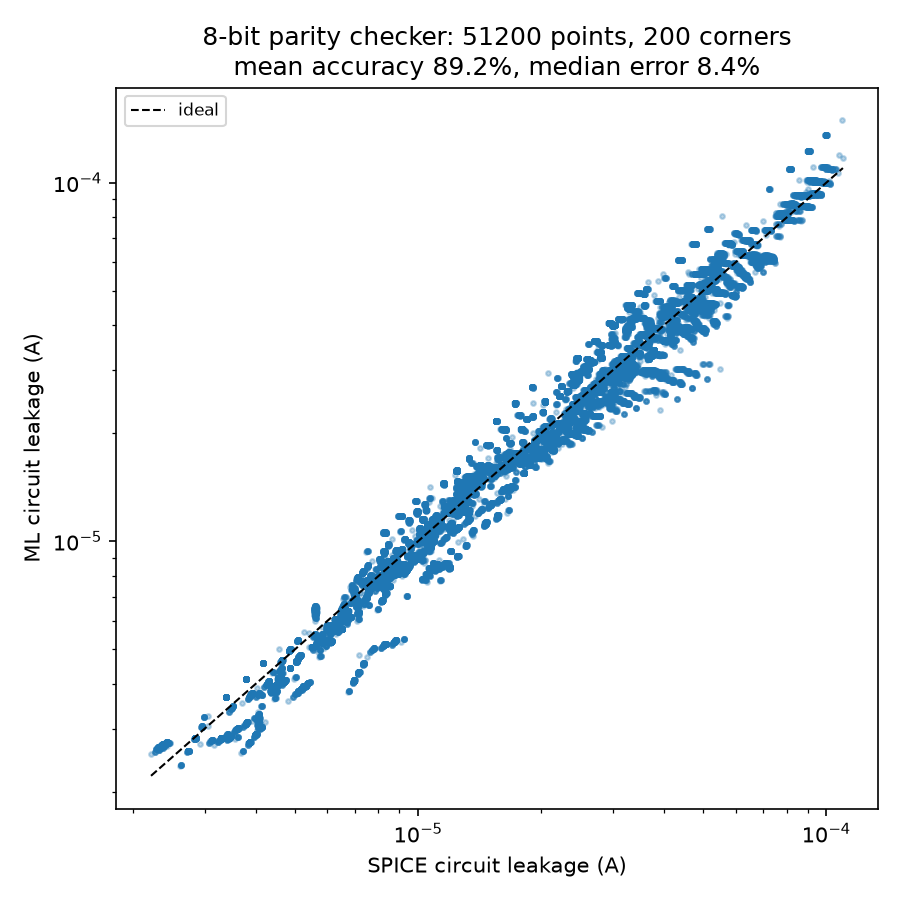 8-bit parity checker: 51200 points, 200 corners
mean accuracy 89.2%, median error 8.4%
ideal
10⁻⁴
10⁻⁵
ML circuit leakage (A)
10⁻⁵ 10⁻⁴
SPICE circuit leakage (A)